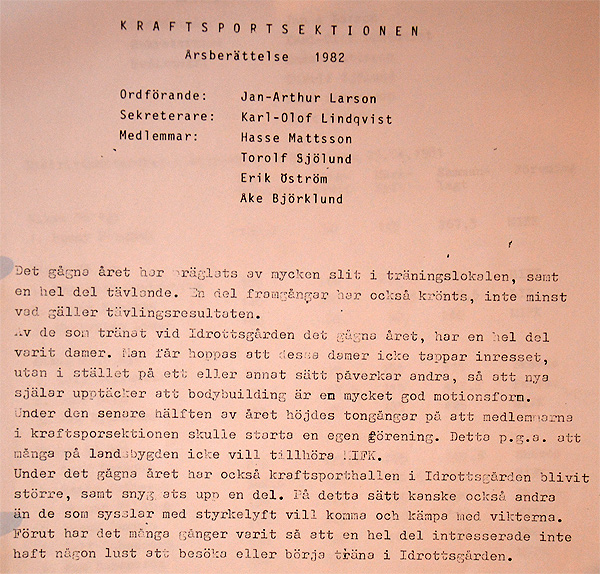 KRAFTSPORTSEKTIONEN
Årsberättelse 1982
Ordförande: Jan-Arthur Larson
Sekreterare: Karl-Olof Lindqvist
Medlemmar: Hasse Mattsson
Torolf Sjölund
Erik Öström
Åke Björklund
Det gågna året har präglats av mycken slit i träningslokalen, samt
en hel del tävlande. En del framgångar har också krönts, inte minst
vad gäller tävlingsresultaten.
Av de som tränat vid Idrottsgården det gågna året, har en hel del
varit damer. Man får hoppas att dessa damer icke tappar inresset,
utan i stället på ett eller annat sätt påverkar andra, så att nya
själar upptäcker att bodybuilding är en mycket god motionsform.
Under den senare hälften av året höjdes tongångar på att medlemmarna
i kraftsporsektionen skulle starta en egen förening. Detta p.g.a. att
många på landsbygden icke vill tillhöra MIFK.
Under det gågna året har också kraftsporthallen i Idrottsgården blivit
större, samt snyggats upp en del. På detta sätt kanske också andra
än de som sysslar med styrkelyft vill komma och kämpa med vikterna.
Förut har det många gånger varit så att en hel del intresserade inte
haft någon lust att besöka eller börja träna i Idrottsgården.